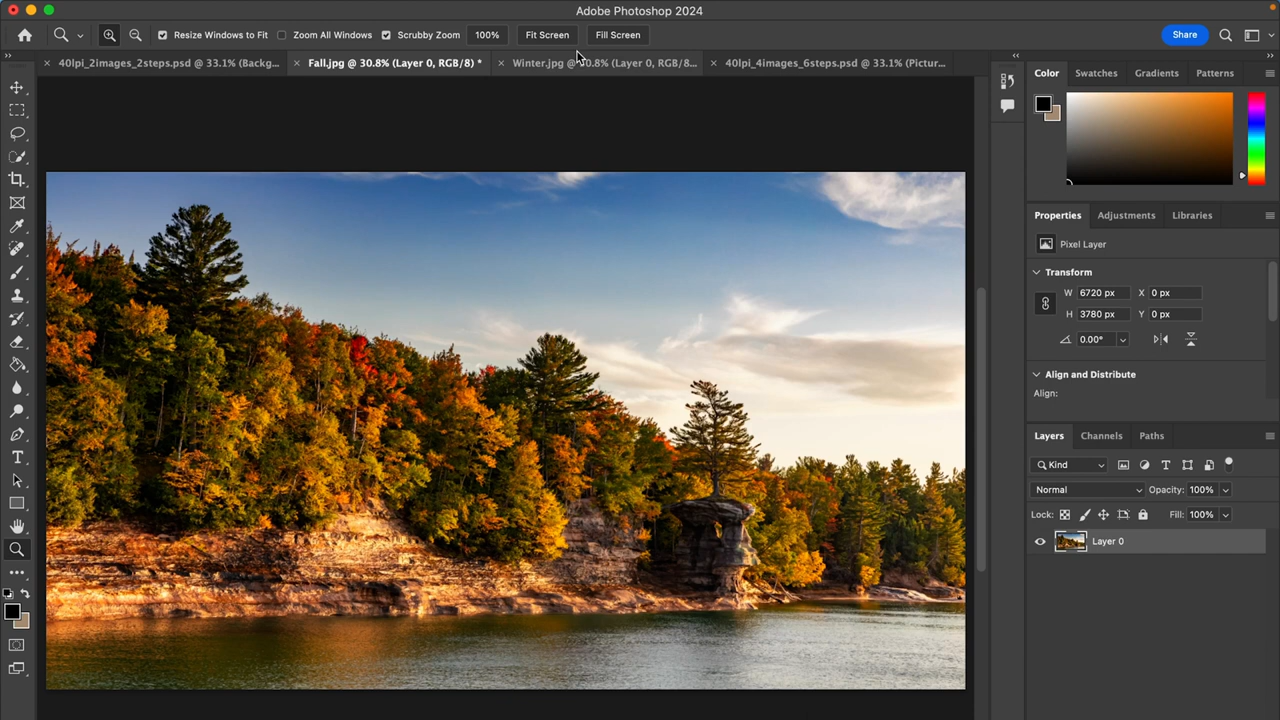 Adobe Photoshop 2024
Resize Windows to Fit Zoom All Windows Scrubby Zoom 100% Fit Screen Fill Screen Share
40lpi_2images_2steps.psd @ 33.1% (Backg... Fall.jpg @ 30.8% (Layer 0, RGB/8) * Winter.jpg @ 30.8% (Layer 0, RGB/8... 40lpi_4images_6steps.psd @ 33.1% (Pictur...
Color Swatches Gradients Patterns
Properties Adjustments Libraries
Pixel Layer
Transform
W 6720 px X 0 px
H 3780 px Y 0 px
0.00°
Align and Distribute
Align:
Layers Channels Paths
Kind
Normal Opacity: 100%
Lock: Fill: 100%
Layer 0